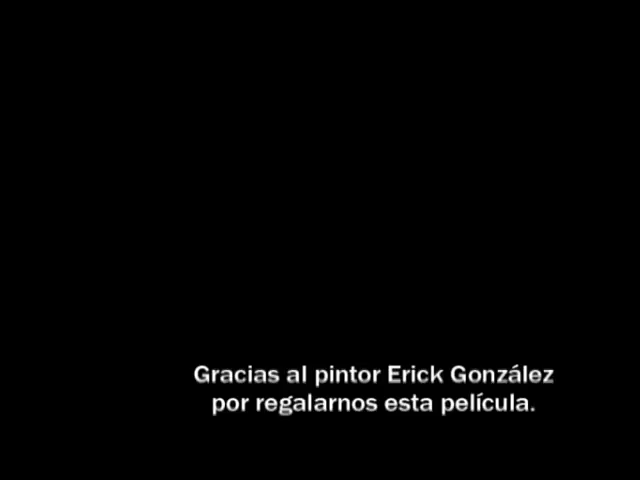 Gracias al pintor Erick González
por regalarnos esta película.